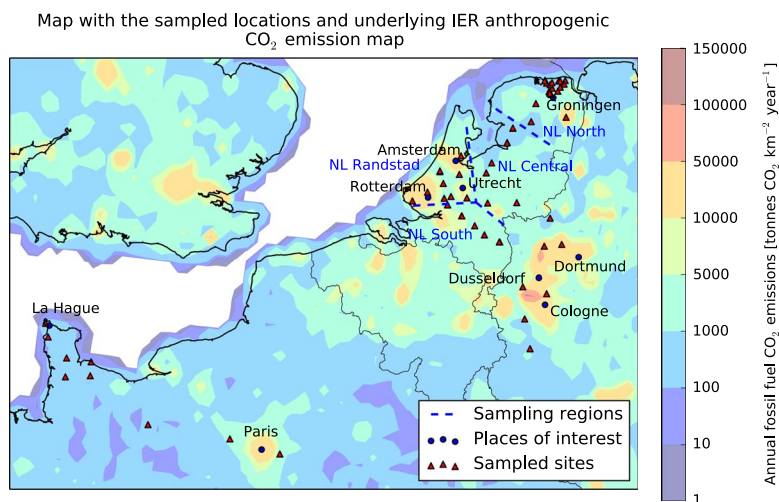 Map with the sampled locations and underlying IER anthropogenic
CO₂ emission map
Groningen
NL North
Amsterdam
NL Randstad
NL Central
Rotterdam
Utrecht
NL South
Dortmund
Dusseldorf
Cologne
La Hague
Paris
Sampling regions
Places of interest
Sampled sites
150000
100000
50000
10000
5000
1000
100
10
1
Annual fossil fuel CO₂ emissions [tonnes CO₂ km⁻² year⁻¹]